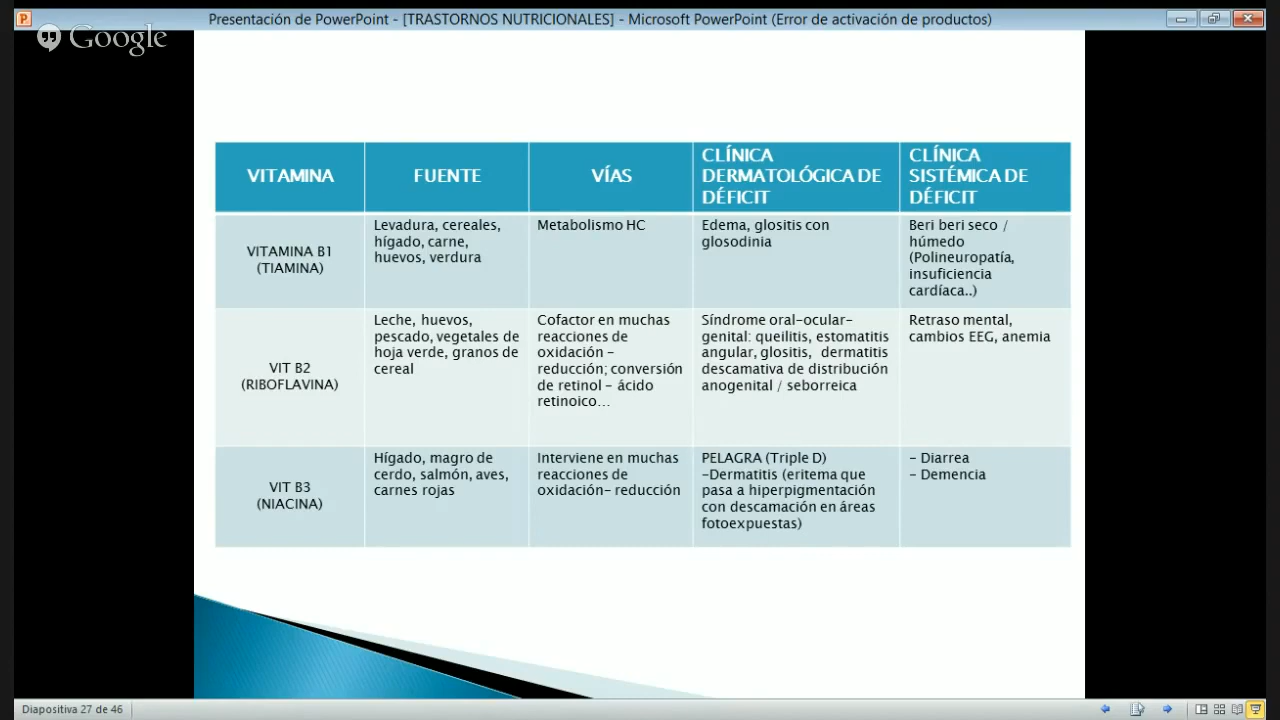 Presentación de PowerPoint - [TRASTORNOS NUTRICIONALES] - Microsoft PowerPoint (Error de activación de productos)
Google
VITAMINA
FUENTE
VÍAS
CLÍNICA
DERMATOLÓGICA DE
DÉFICIT
CLÍNICA
SISTÉMICA DE
DÉFICIT
VITAMINA B1
(TIAMINA)
Levadura, cereales,
hígado, carne,
huevos, verdura
Metabolismo HC
Edema, glositis con
glosodinia
Beri beri seco /
húmedo
(Polineuropatía,
insuficiencia
cardíaca..)
VIT B2
(RIBOFLAVINA)
Leche, huevos,
pescado, vegetales de
hoja verde, granos de
cereal
Cofactor en muchas
reacciones de
oxidación -
reducción; conversión
de retinol - ácido
retinoico...
Síndrome oral-ocular-
genital: queilitis, estomatitis
angular, glositis, dermatitis
descamativa de distribución
anogenital / seborreica
Retraso mental,
cambios EEG, anemia
VIT B3
(NIACINA)
Hígado, magro de
cerdo, salmón, aves,
carnes rojas
Interviene en muchas
reacciones de
oxidación- reducción
PELAGRA (Triple D)
-Dermatitis (eritema que
pasa a hiperpigmentación
con descamación en áreas
fotoexpuestas)
- Diarrea
- Demencia
Diapositiva 27 de 46